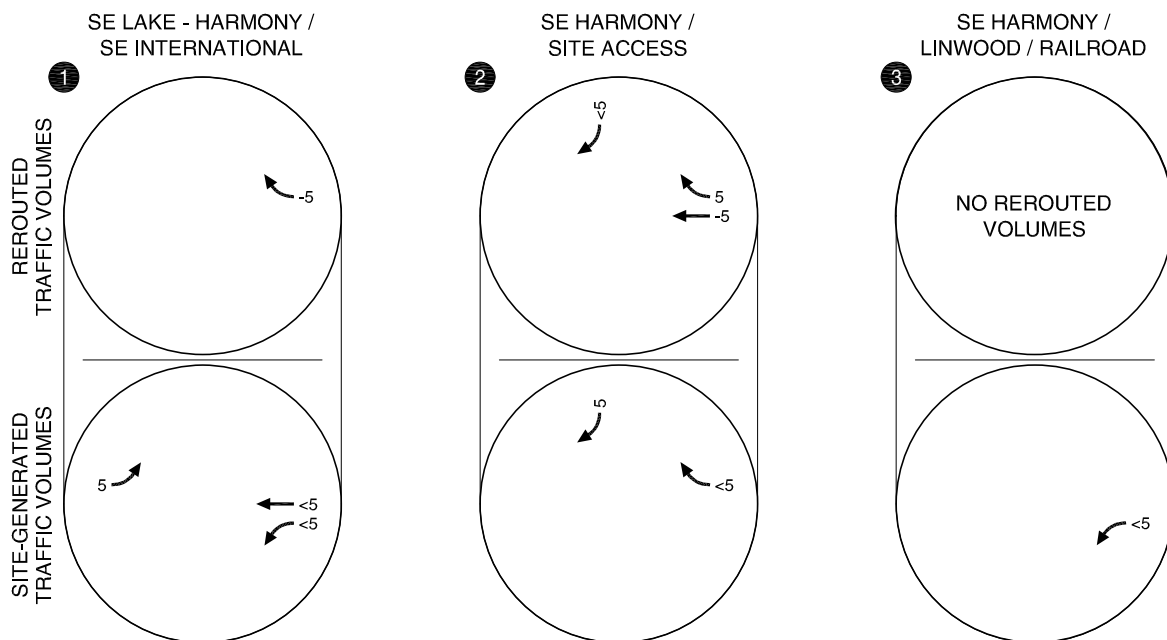 SE LAKE - HARMONY /
SE INTERNATIONAL
SE HARMONY /
SITE ACCESS
SE HARMONY /
LINWOOD / RAILROAD
1
2
3
REROUTED
TRAFFIC VOLUMES
-5
<5
5
-5
NO REROUTED
VOLUMES
SITE-GENERATED
TRAFFIC VOLUMES
5
<5
<5
5
<5
<5